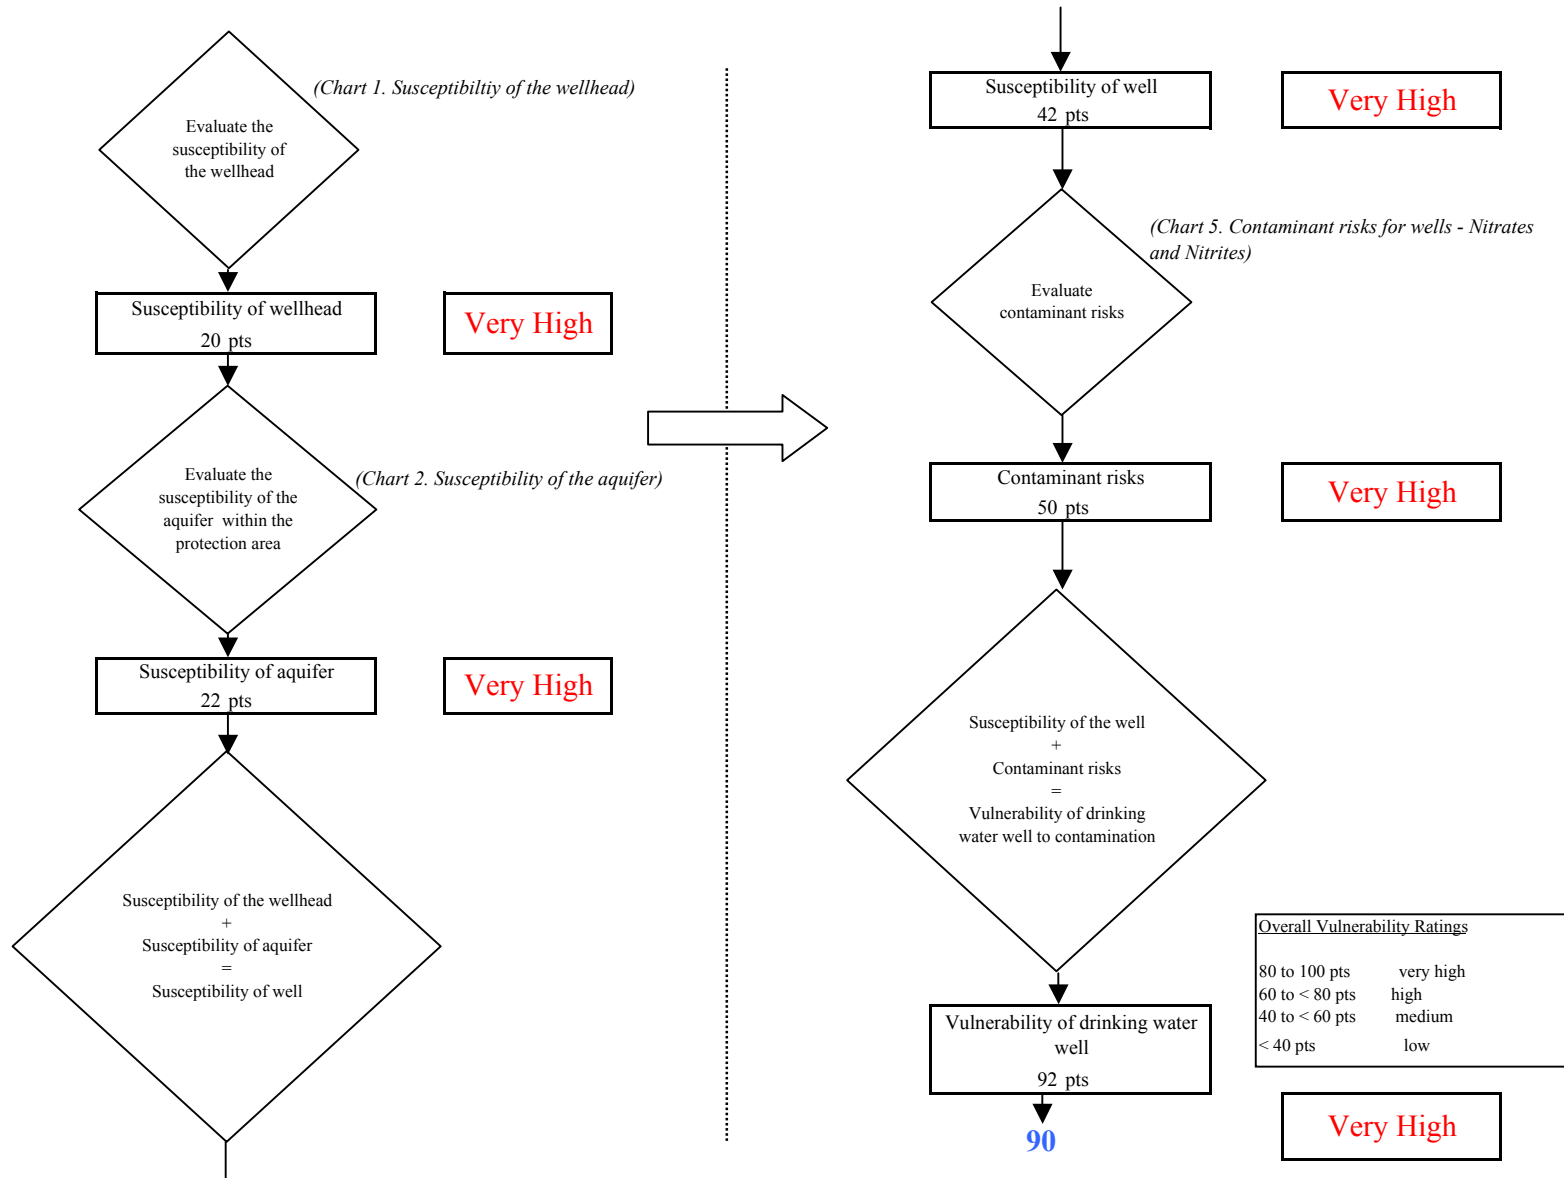 (Chart 1. Susceptibiltiy of the wellhead)
Evaluate the
susceptibility of
the wellhead
Susceptibility of wellhead
20 pts
Very High
(Chart 2. Susceptibility of the aquifer)
Evaluate the
susceptibility of the
aquifer within the
protection area
Susceptibility of aquifer
22 pts
Very High
Susceptibility of the wellhead
+
Susceptibility of aquifer
=
Susceptibility of well
Susceptibility of well
42 pts
Very High
(Chart 5. Contaminant risks for wells - Nitrates
and Nitrites)
Evaluate
contaminant risks
Contaminant risks
50 pts
Very High
Susceptibility of the well
+
Contaminant risks
=
Vulnerability of drinking
water well to contamination
Overall Vulnerability Ratings
80 to 100 pts very high
60 to < 80 pts high
40 to < 60 pts medium
< 40 pts low
Vulnerability of drinking water
well
92 pts
90
Very High